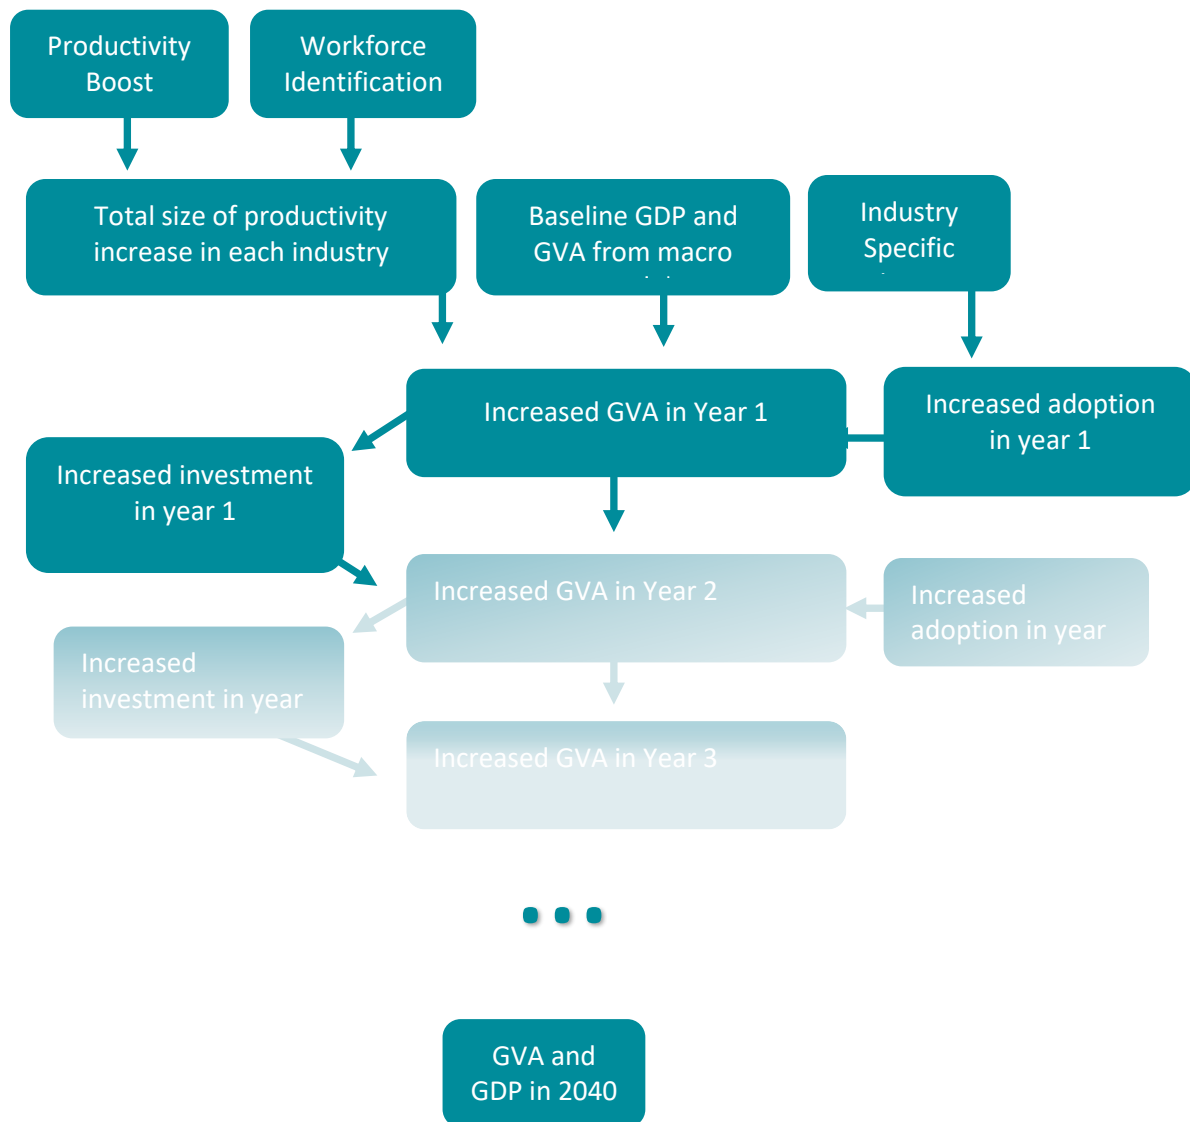 Productivity
Boost
Workforce
Identification
Total size of productivity
increase in each industry
Baseline GDP and
GVA from macro
Industry
Specific
Increased GVA in Year 1
Increased adoption
in year 1
Increased investment
in year 1
Increased GVA in Year 2
Increased
adoption in year
Increased
investment in year
Increased GVA in Year 3
...
GVA and
GDP in 2040